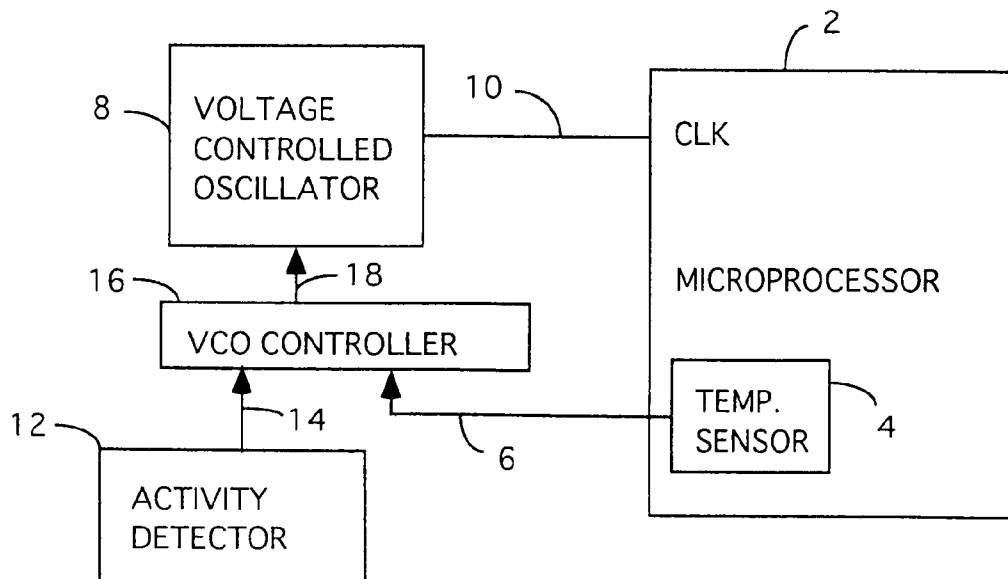 2
8
VOLTAGE
CONTROLLED
OSCILLATOR
10
CLK
16
18
MICROPROCESSOR
VCO CONTROLLER
12
14
6
TEMP.
SENSOR
4
ACTIVITY
DETECTOR